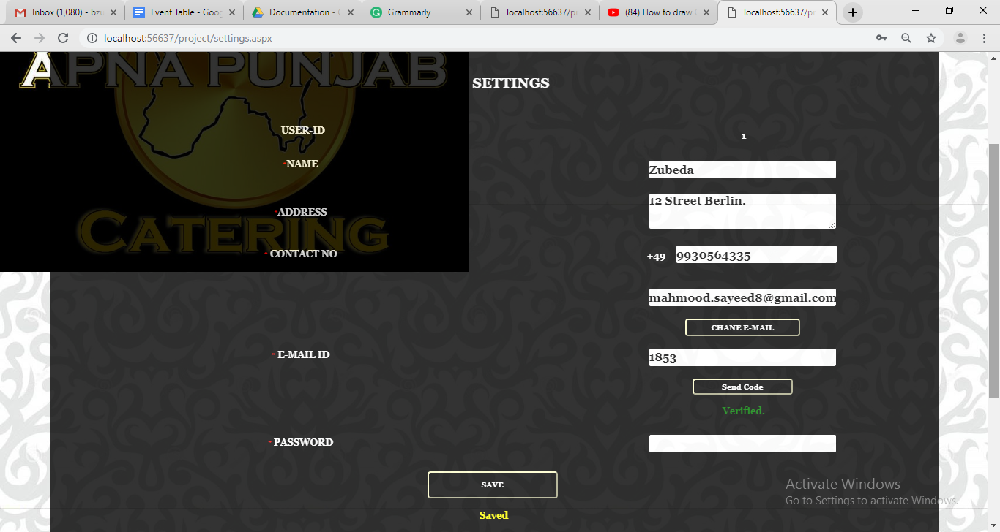 Inbox (1,080) - bzu
Event Table - Goog
Documentation - G
Grammarly
localhost:56637/pr
(84) How to draw
localhost:56637/pr
localhost:56637/project/settings.aspx
APNA PUNJAB
CATERING
SETTINGS
USER-ID
1
*NAME
Zubeda
*ADDRESS
12 Street Berlin.
* CONTACT NO
+49 9930564335
mahmood.sayeed8@gmail.com
CHANE E-MAIL
* E-MAIL ID
1853
Send Code
Verified.
* PASSWORD
SAVE
Saved
Activate Windows
Go to Settings to activate Windows.